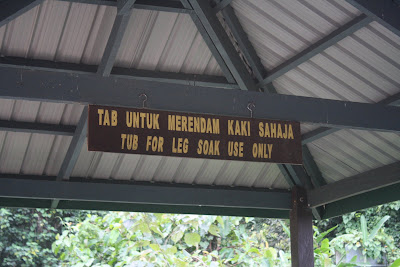 TAB UNTUK MERENDAM KAKI SAHAJA
TUB FOR LEG SOAK USE ONLY